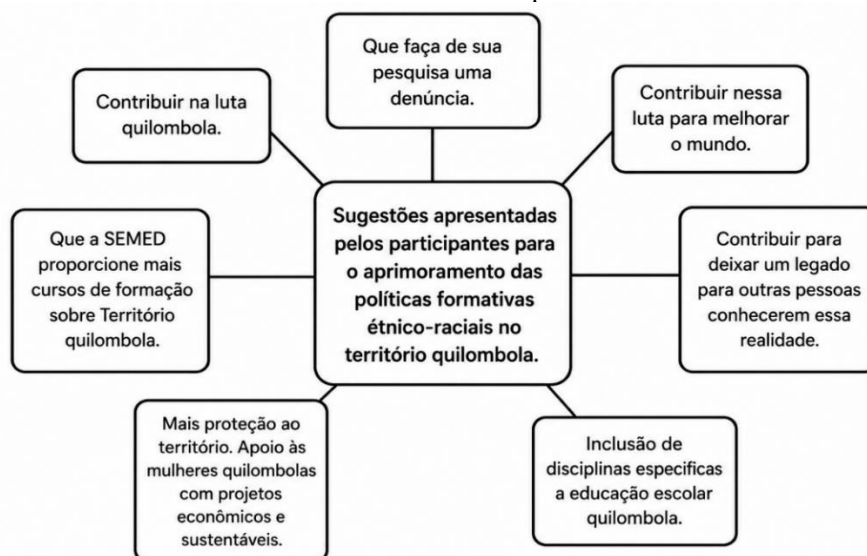 Que faça de sua
pesquisa uma
denúncia.
Contribuir na luta
quilombola.
Contribuir nessa
luta para melhorar
o mundo.
Sugestões apresentadas
pelos participantes para
o aprimoramento das
políticas formativas
étnico-raciais no
território quilombola.
Que a SEMED
proporcione mais
cursos de formação
sobre Território
quilombola.
Contribuir para
deixar um legado
para outras pessoas
conhecerem essa
realidade.
Mais proteção ao
território. Apoio às
mulheres quilombolas
com projetos
econômicos e
sustentáveis.
Inclusão de
disciplinas especificas
a educação escolar
quilombola.